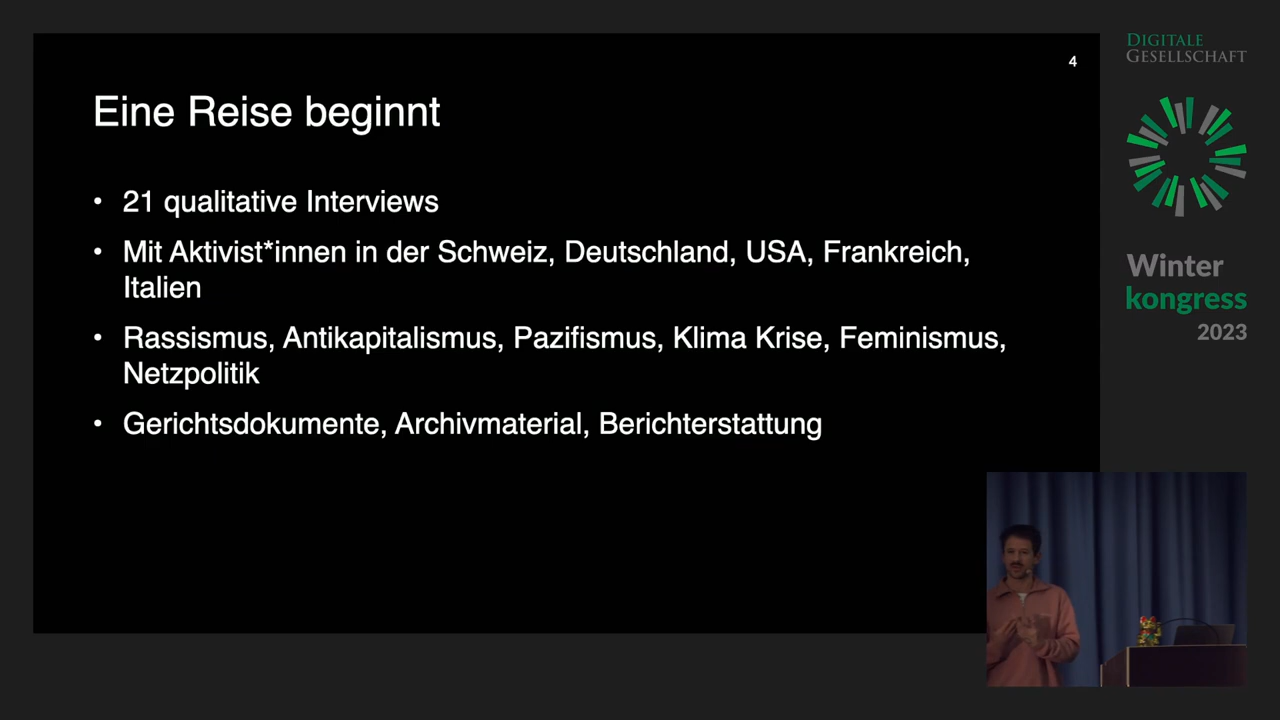 4
Eine Reise beginnt
• 21 qualitative Interviews
• Mit Aktivist*innen in der Schweiz, Deutschland, USA, Frankreich,
Italien
• Rassismus, Antikapitalismus, Pazifismus, Klima Krise, Feminismus,
Netzpolitik
• Gerichtsdokumente, Archivmaterial, Berichterstattung
DIGITALE
GESELLSCHAFT
Winter
kongress
2023